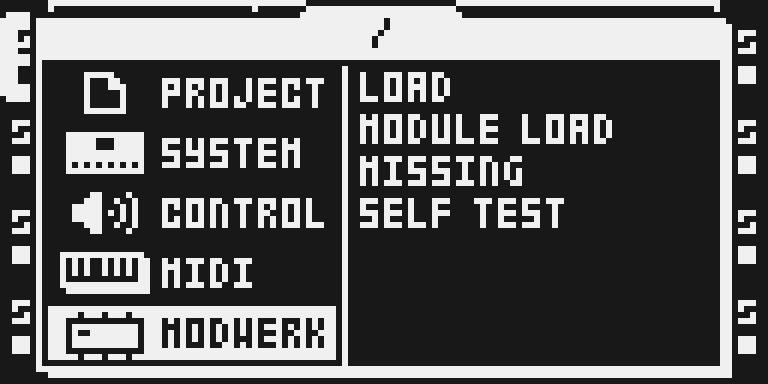 /
PROJECT
SYSTEM
CONTROL
MIDI
MODWERK
LOAD
MODULE LOAD
MISSING
SELF TEST